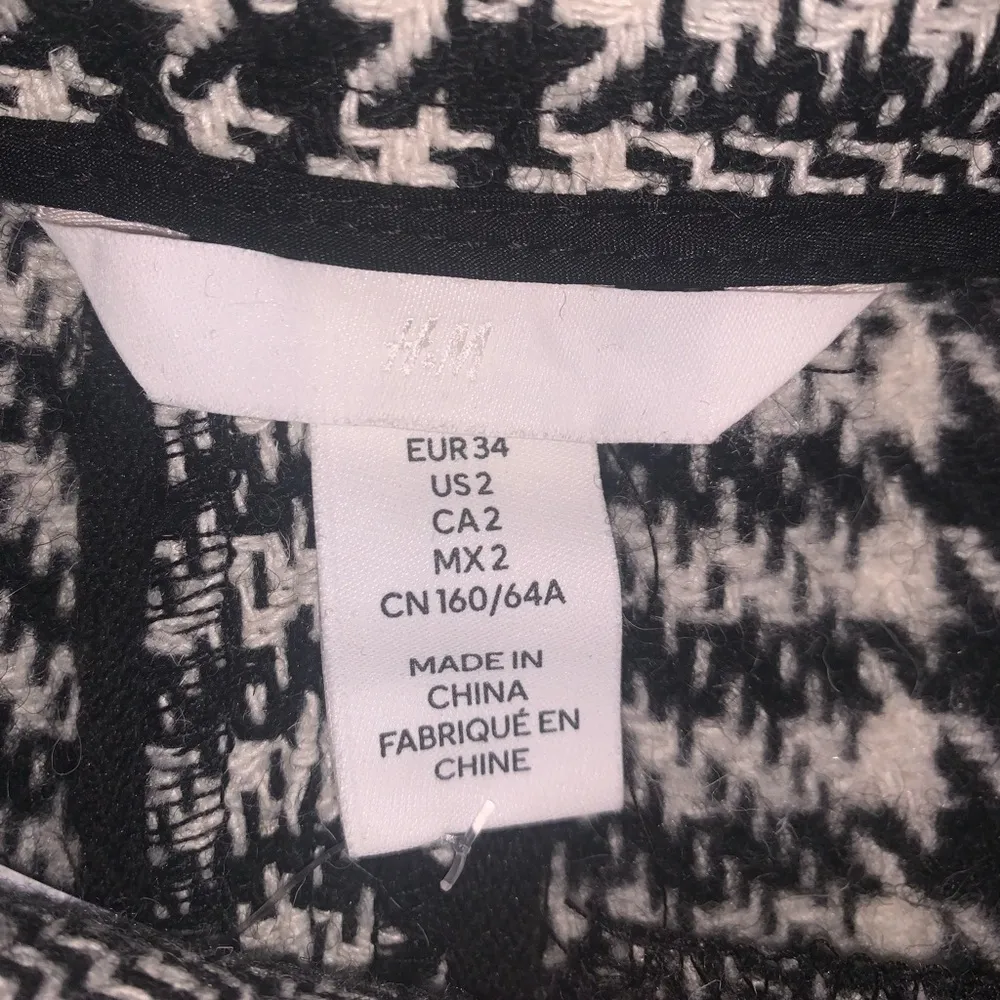 H&M
EUR 34
US 2
CA 2
MX 2
CN 160/64A
MADE IN
CHINA
FABRIQUÉ EN
CHINE